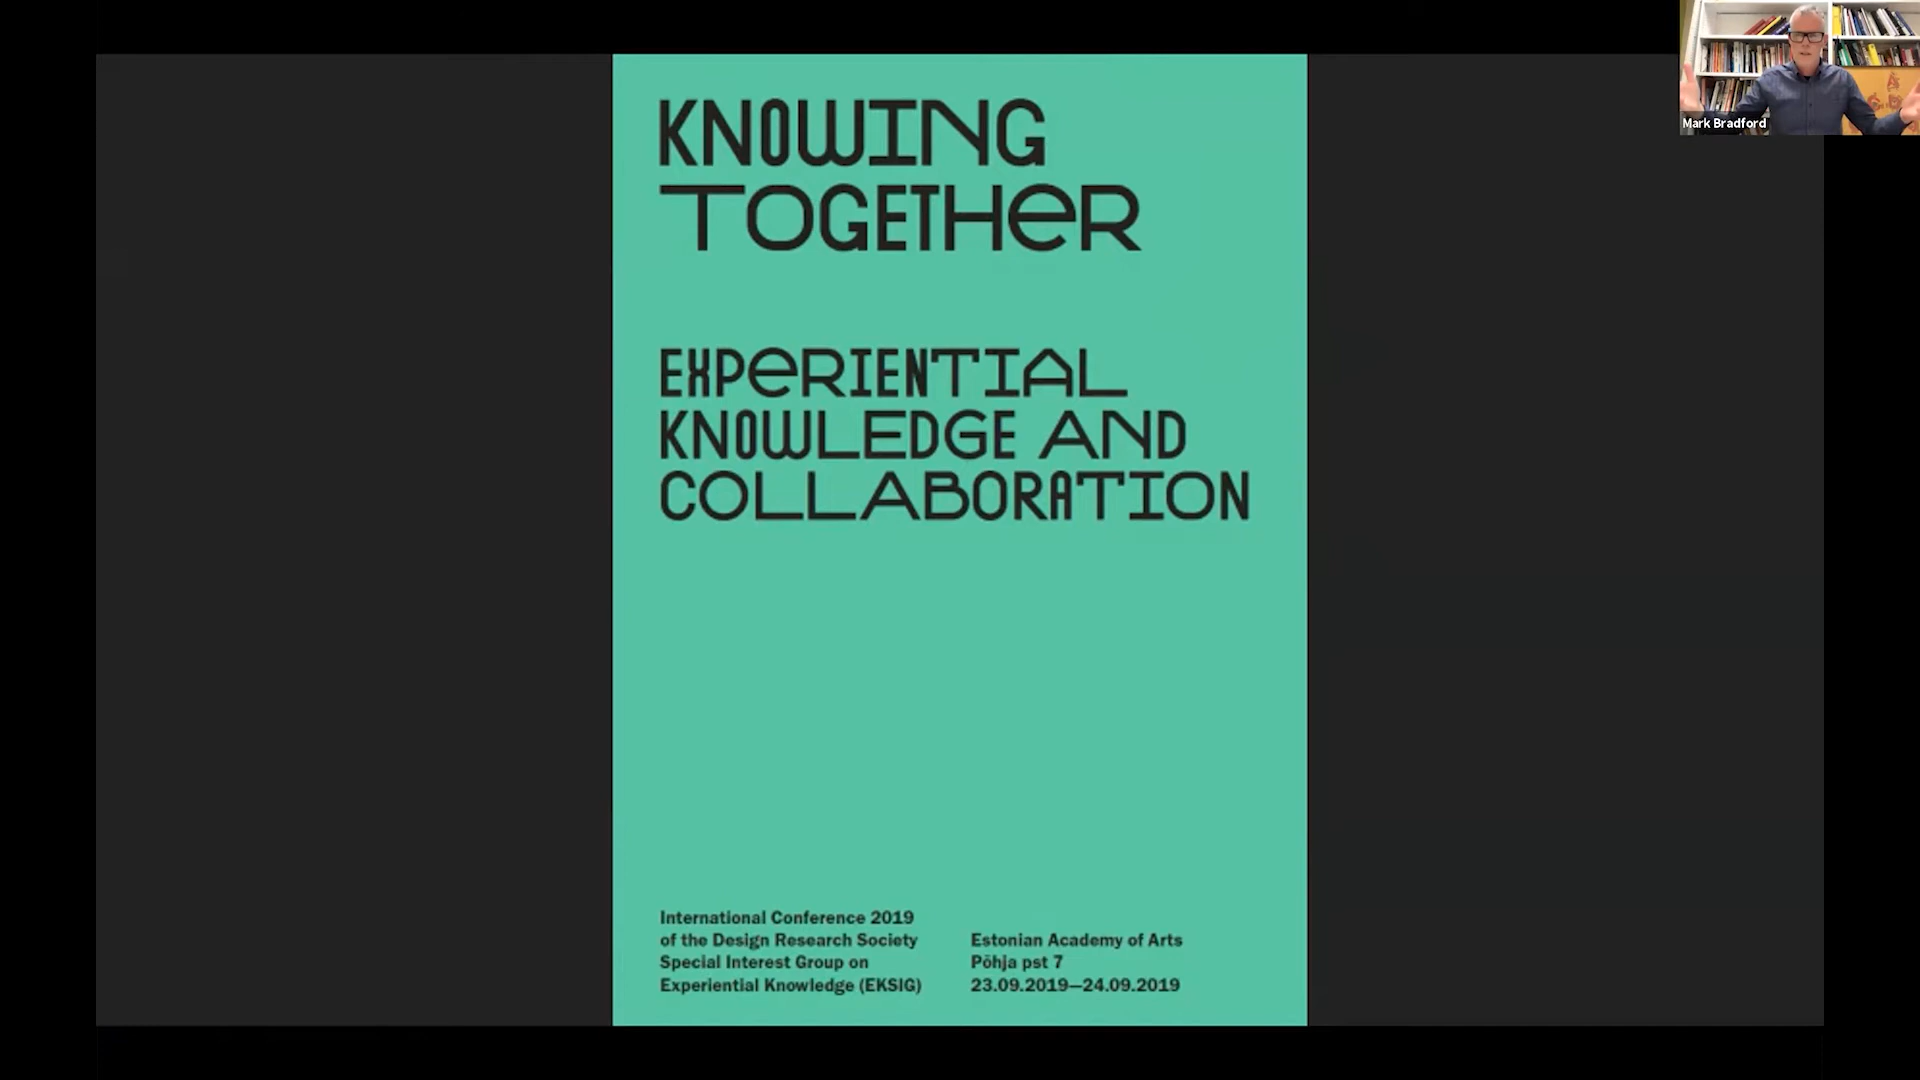 KNOWING
TOGETHER
EXPERIENTIAL
KNOWLEDGE AND
COLLABORATION
International Conference 2019
of the Design Research Society
Special Interest Group on
Experiential Knowledge (EKSIG)
Estonian Academy of Arts
Põhja pst 7
23.09.2019—24.09.2019
Mark Bradford